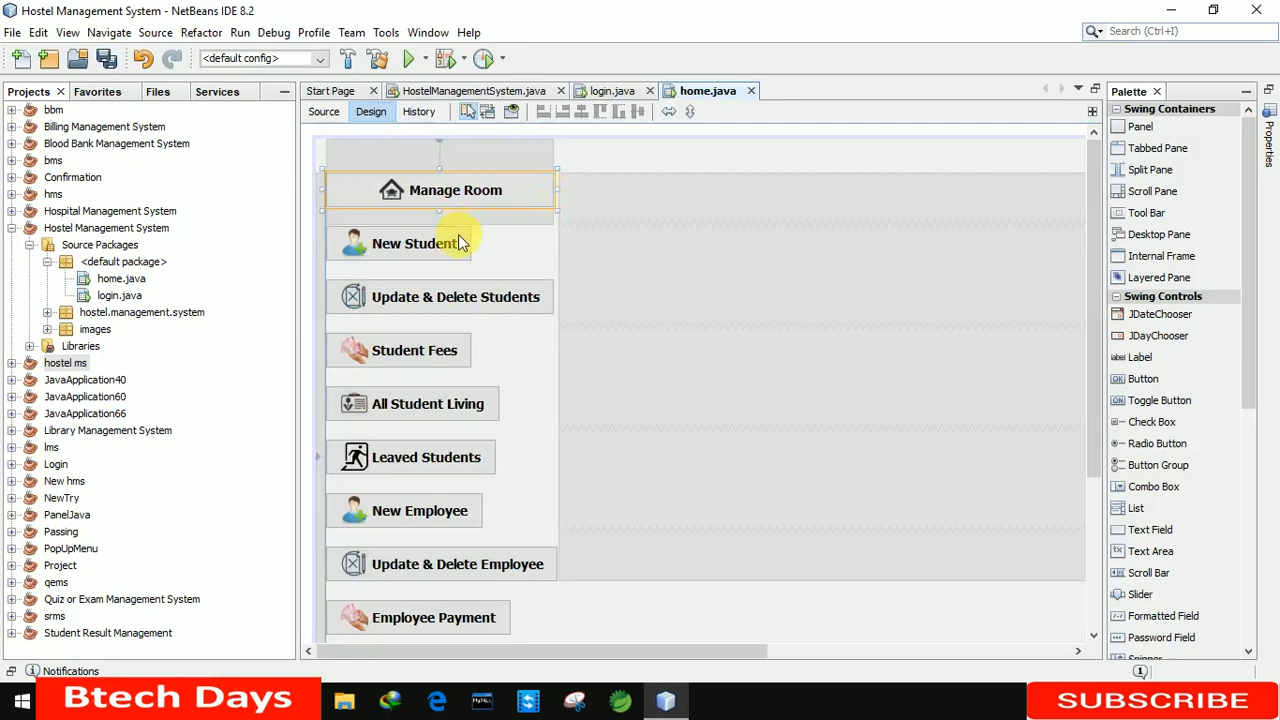 Hostel Management System - NetBeans IDE 8.2
File Edit View Navigate Source Refactor Run Debug Profile Team Tools Window Help
Search (Ctrl+I)
<default config>
Projects Favorites Files Services
Start Page HostelManagementSystem.java login.java home.java
Palette
Source Design History
Properties
bbm
Billing Management System
Blood Bank Management System
bms
Confirmation
hms
Hospital Management System
Hostel Management System
Source Packages
<default package>
home.java
login.java
hostel.management.system
images
Libraries
hostel ms
JavaApplication40
JavaApplication60
JavaApplication66
Library Management System
lms
Login
New hms
NewTry
PanelJava
Passing
PopUpMenu
Project
qems
Quiz or Exam Management System
srms
Student Result Management
Manage Room
New Student
Update & Delete Students
Student Fees
All Student Living
Leaved Students
New Employee
Update & Delete Employee
Employee Payment
Swing Containers
Panel
Tabbed Pane
Split Pane
Scroll Pane
Tool Bar
Desktop Pane
Internal Frame
Layered Pane
Swing Controls
JDateChooser
JDayChooser
Label
Button
Toggle Button
Check Box
Radio Button
Button Group
Combo Box
List
Text Field
Text Area
Scroll Bar
Slider
Formatted Field
Password Field
Notifications
1
Btech Days
SUBSCRIBE